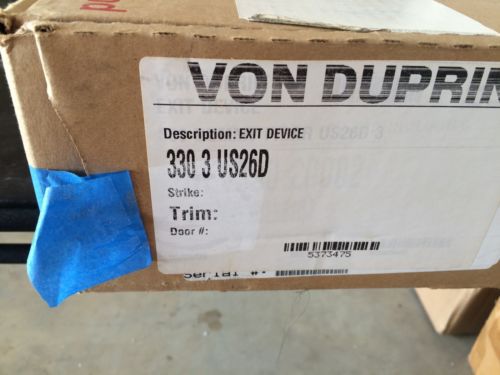 VON DUPRIN
Description: EXIT DEVICE
330 3 US26D
Strike:
Trim:
Door #:
5373475
Serial #: